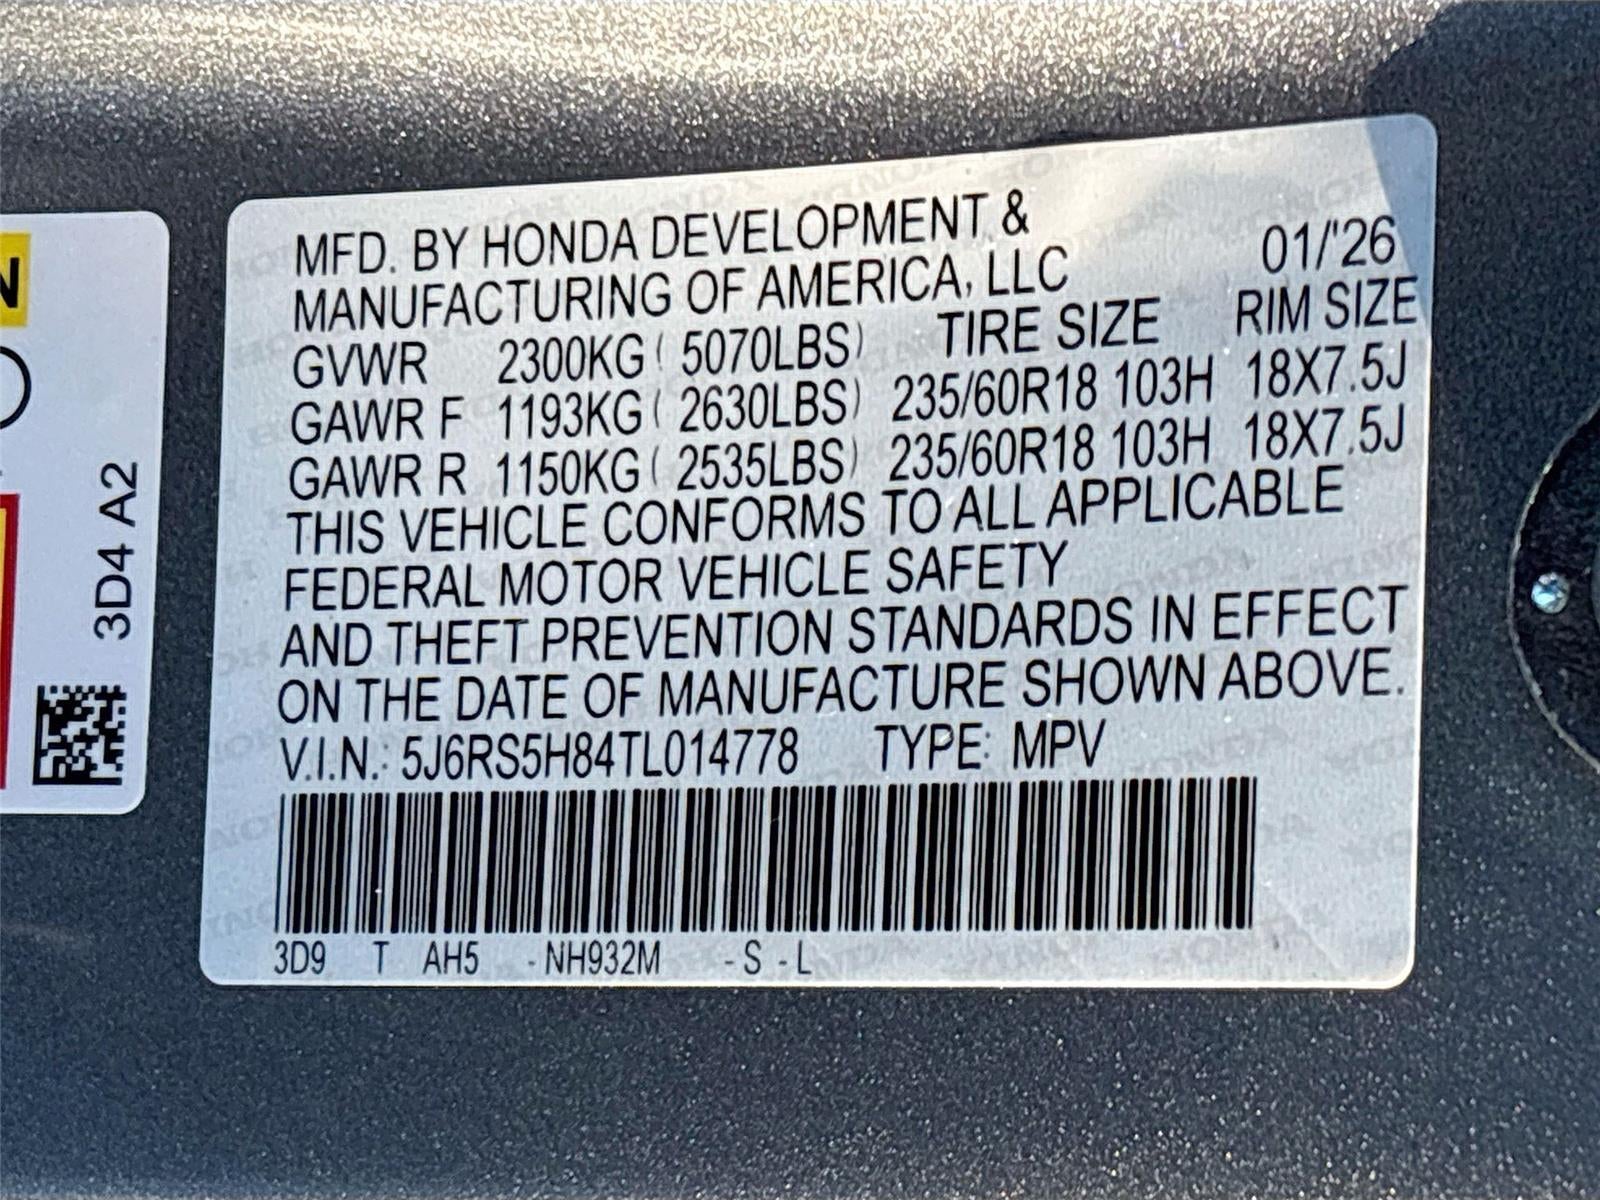 N
3D4 A2
MFD. BY HONDA DEVELOPMENT &
MANUFACTURING OF AMERICA, LLC 01/'26
GVWR 2300KG ( 5070LBS) TIRE SIZE RIM SIZE
GAWR F 1193KG ( 2630LBS) 235/60R18 103H 18X7.5J
GAWR R 1150KG ( 2535LBS) 235/60R18 103H 18X7.5J
THIS VEHICLE CONFORMS TO ALL APPLICABLE
FEDERAL MOTOR VEHICLE SAFETY
AND THEFT PREVENTION STANDARDS IN EFFECT
ON THE DATE OF MANUFACTURE SHOWN ABOVE.
V.I.N.: 5J6RS5H84TL014778 TYPE: MPV
3D9 T AH5 - NH932M - S - L